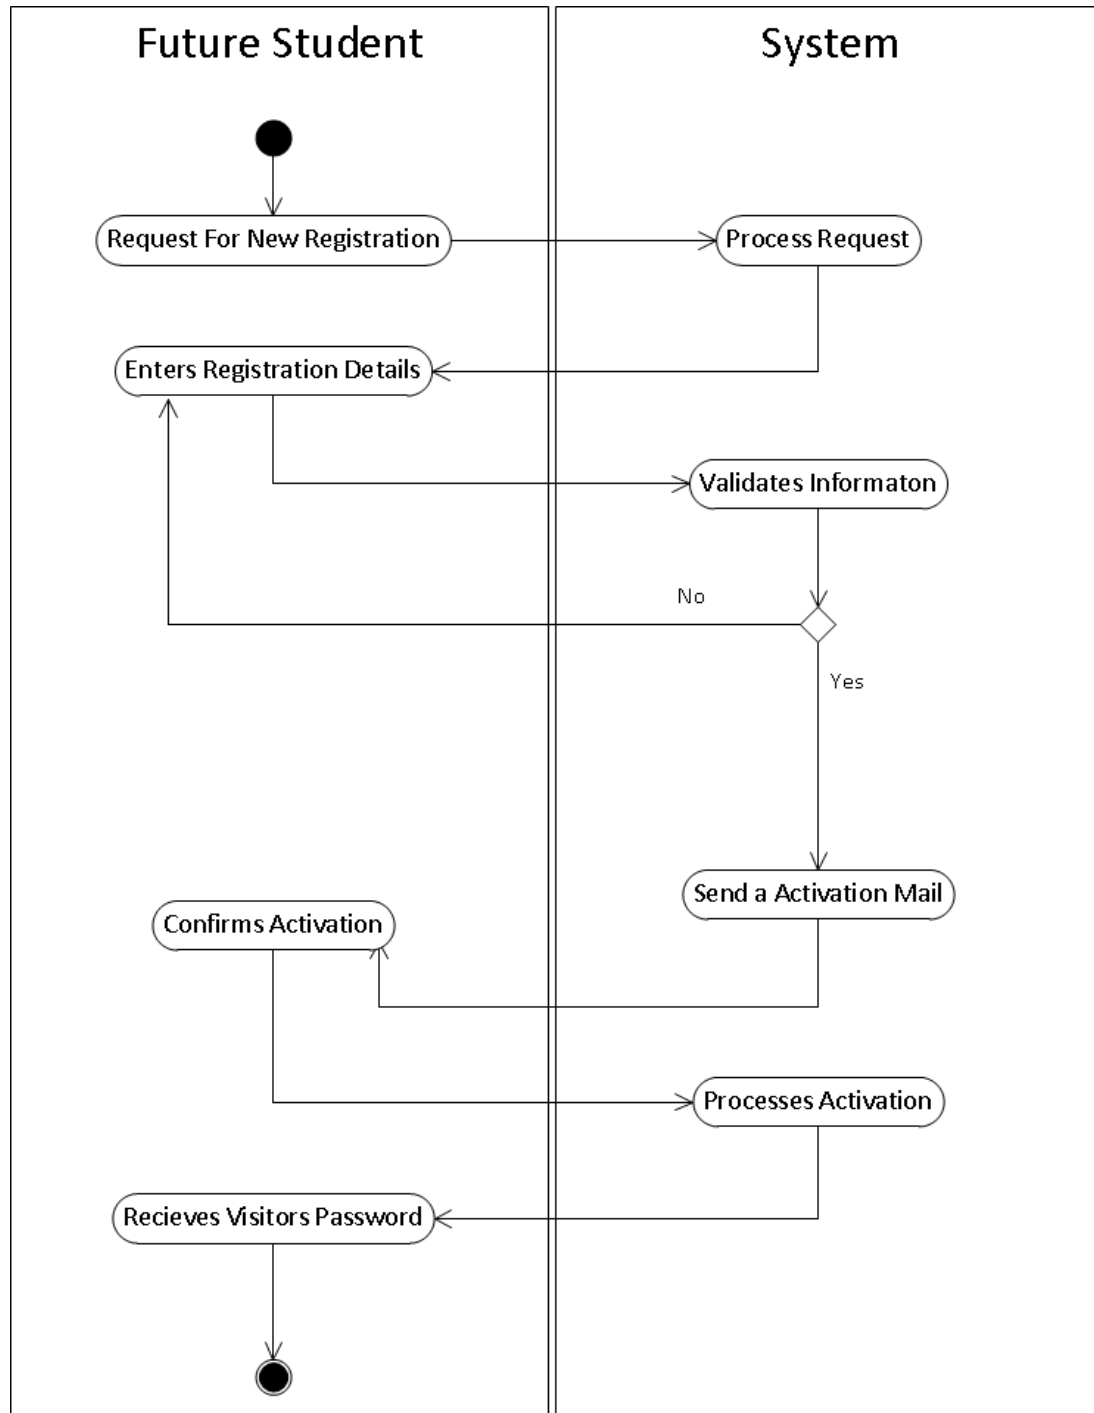 Future Student
System
Request For New Registration
Process Request
Enters Registration Details
Validates Informaton
No
Yes
Send a Activation Mail
Confirms Activation
Processes Activation
Recieves Visitors Password